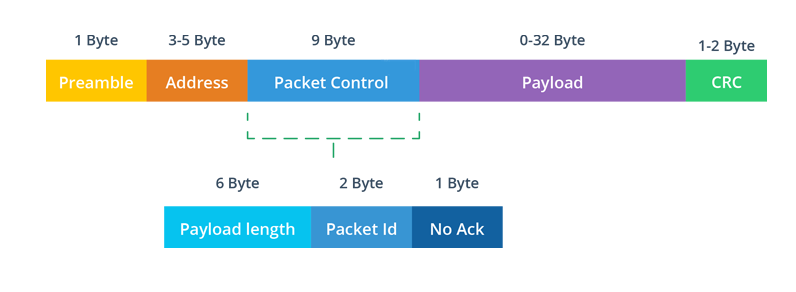 1 Byte 3-5 Byte 9 Byte 0-32 Byte 1-2 Byte
Preamble Address Packet Control Payload CRC
6 Byte 2 Byte 1 Byte
Payload length Packet Id No Ack